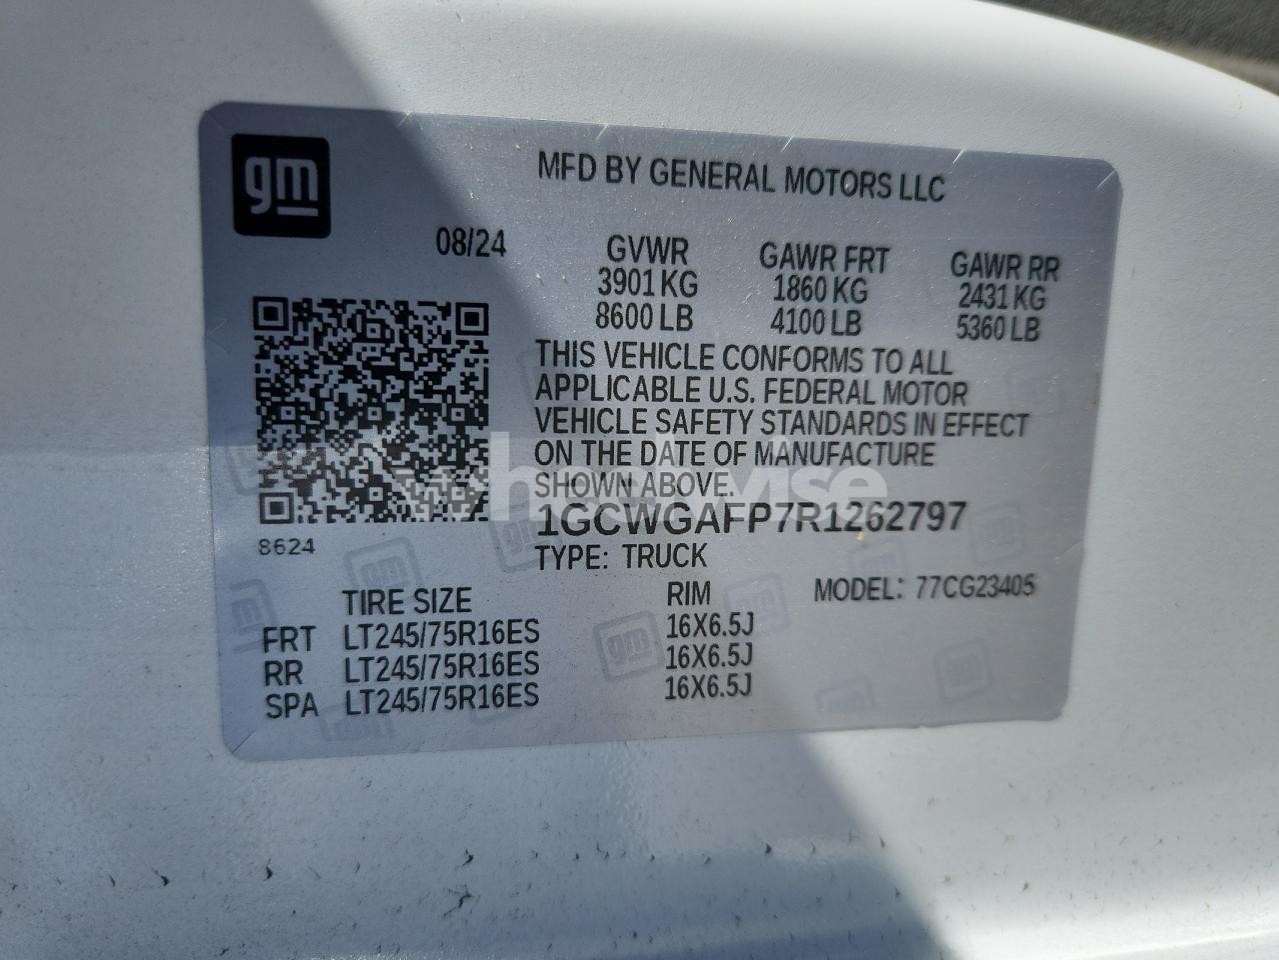 gm
MFD BY GENERAL MOTORS LLC
08/24
GVWR GAWR FRT GAWR RR
3901 KG 1860 KG 2431 KG
8600 LB 4100 LB 5360 LB
THIS VEHICLE CONFORMS TO ALL
APPLICABLE U.S. FEDERAL MOTOR
VEHICLE SAFETY STANDARDS IN EFFECT
ON THE DATE OF MANUFACTURE
SHOWN ABOVE.
1GCWGAFP7R1262797
8624
TYPE: TRUCK
TIRE SIZE RIM MODEL: 77CG23405
FRT LT245/75R16ES 16X6.5J
RR LT245/75R16ES 16X6.5J
SPA LT245/75R16ES 16X6.5J
gm